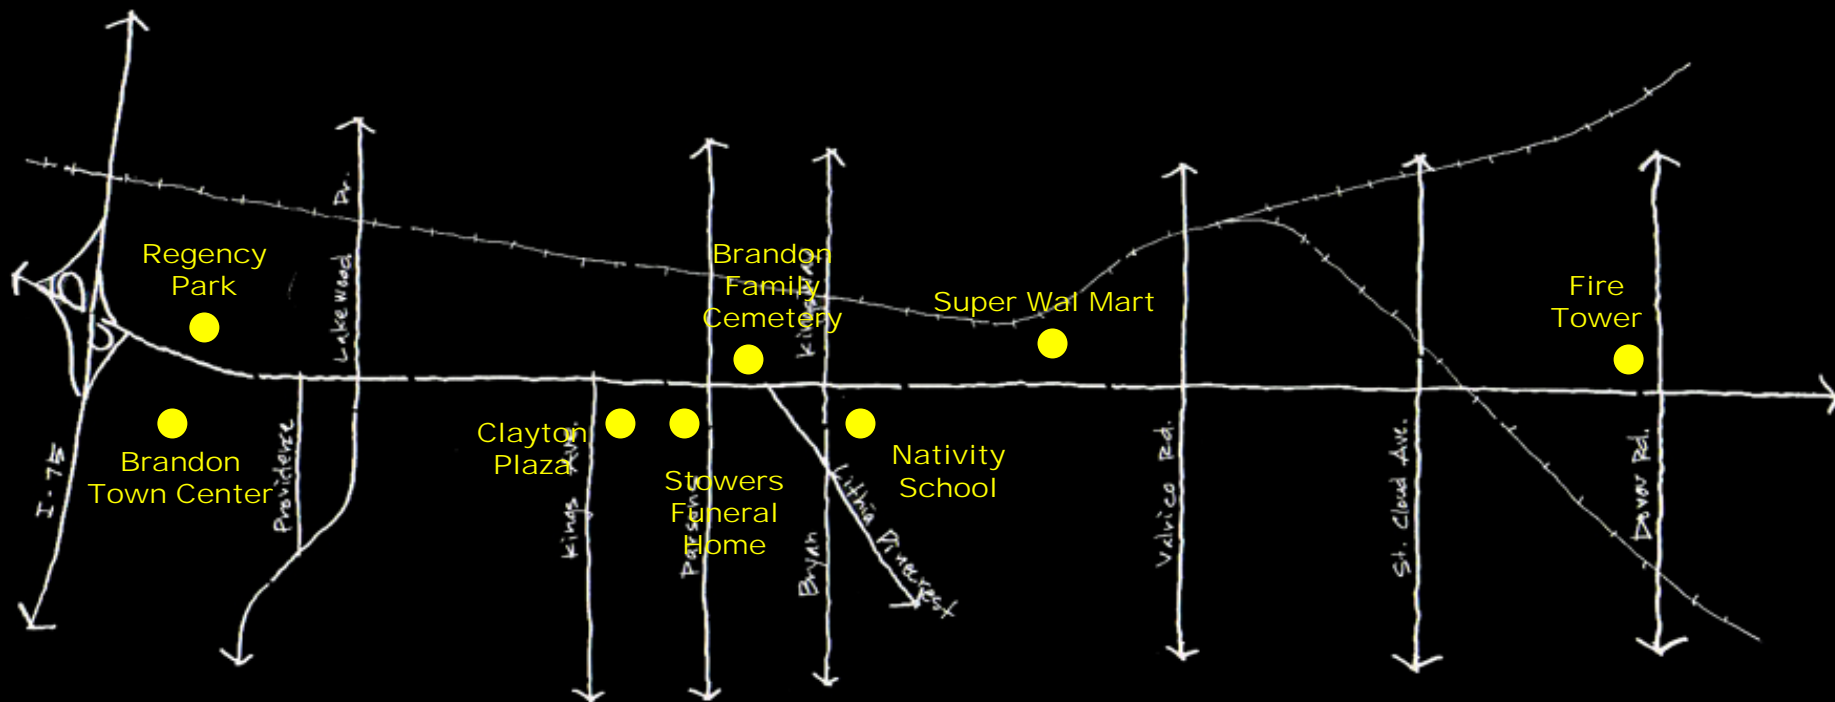 Regency
Park
Brandon
Family
Cemetery
Super Wal Mart
Fire
Tower
Clayton
Plaza
Brandon
Town Center
Stowers
Funeral
Home
Nativity
School
I-75
Lakewood Dr.
Providence
Kings Ave.
Parsons
Kingsway
Bryan
Lithia Pinecrest
Valrico Rd.
St. Cloud Ave.
Dover Rd.